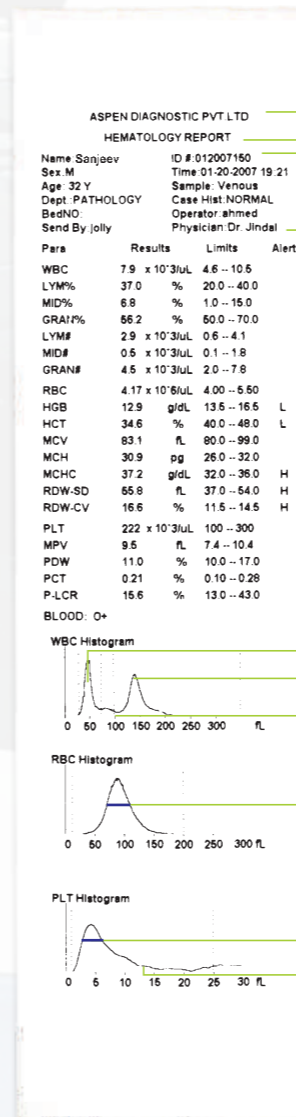 ASPEN DIAGNOSTIC PVT.LTD
HEMATOLOGY REPORT
Name:Sanjeev ID #:012007150
Sex:M Time:01-20-2007 19:21
Age: 32 Y Sample: Venous
Dept.:PATHOLOGY Case Hist:NORMAL
BedNO: Operator:ahmed
Send By:jolly Physician:Dr. Jindal
Para Results Limits Alert
WBC 7.9 x 10^3/uL 4.6 -- 10.5
LYM% 37.0 % 20.0 -- 40.0
MID% 6.8 % 1.0 -- 15.0
GRAN% 56.2 % 50.0 -- 70.0
LYM# 2.9 x 10^3/uL 0.6 -- 4.1
MID# 0.5 x 10^3/uL 0.1 -- 1.8
GRAN# 4.5 x 10^3/uL 2.0 -- 7.8
RBC 4.17 x 10^6/uL 4.00 -- 5.50
HGB 12.9 g/dL 13.5 -- 16.5 L
HCT 34.6 % 40.0 -- 48.0 L
MCV 83.1 fL 80.0 -- 99.0
MCH 30.9 pg 26.0 -- 32.0
MCHC 37.2 g/dL 32.0 -- 36.0 H
RDW-SD 55.8 fL 37.0 -- 54.0 H
RDW-CV 16.6 % 11.5 -- 14.5 H
PLT 222 x 10^3/uL 100 -- 300
MPV 9.5 fL 7.4 -- 10.4
PDW 11.0 % 10.0 -- 17.0
PCT 0.21 % 0.10 -- 0.28
P-LCR 15.6 % 13.0 -- 43.0
BLOOD: O+
WBC Histogram
0 50 100 150 200 250 300 fL
RBC Histogram
0 50 100 150 200 250 300 fL
PLT Histogram
0 5 10 15 20 25 30 fL